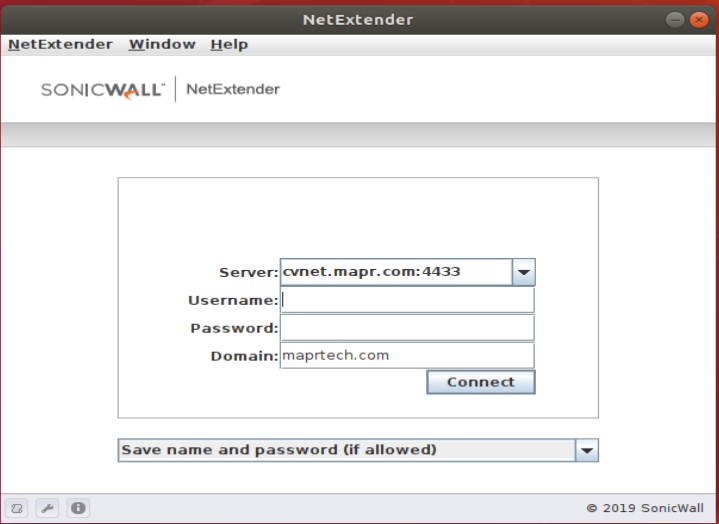 NetExtender
NetExtender Window Help
SONICWALL™ NetExtender
Server: cvnet.mapr.com:4433
Username:
Password:
Domain: maprtech.com
Connect
Save name and password (if allowed)
© 2019 SonicWall